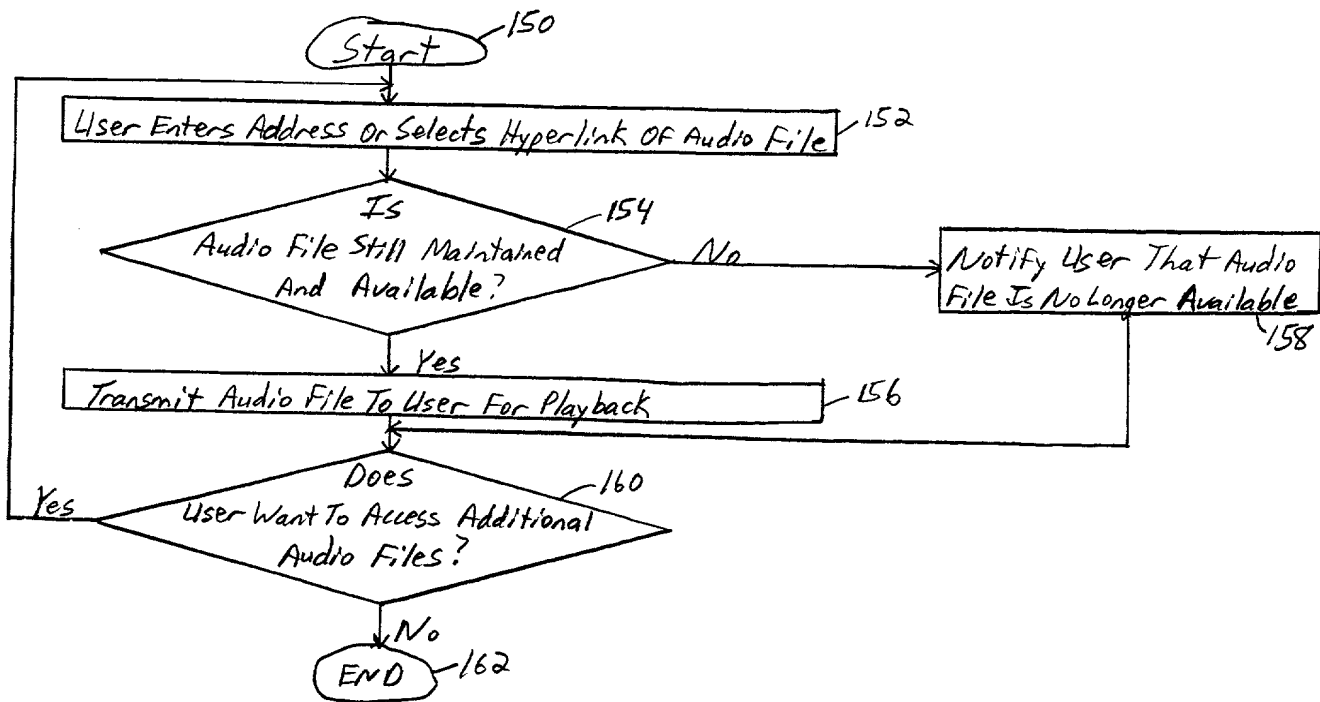 Start
150
User Enters Address Or Selects Hyperlink Of Audio File
152
Is
Audio File Still Maintained
And Available?
154
No
Notify User That Audio
File Is No Longer Available
158
Yes
Transmit Audio File To User For Playback
156
Does
User Want To Access Additional
Audio Files?
160
Yes
No
END
162